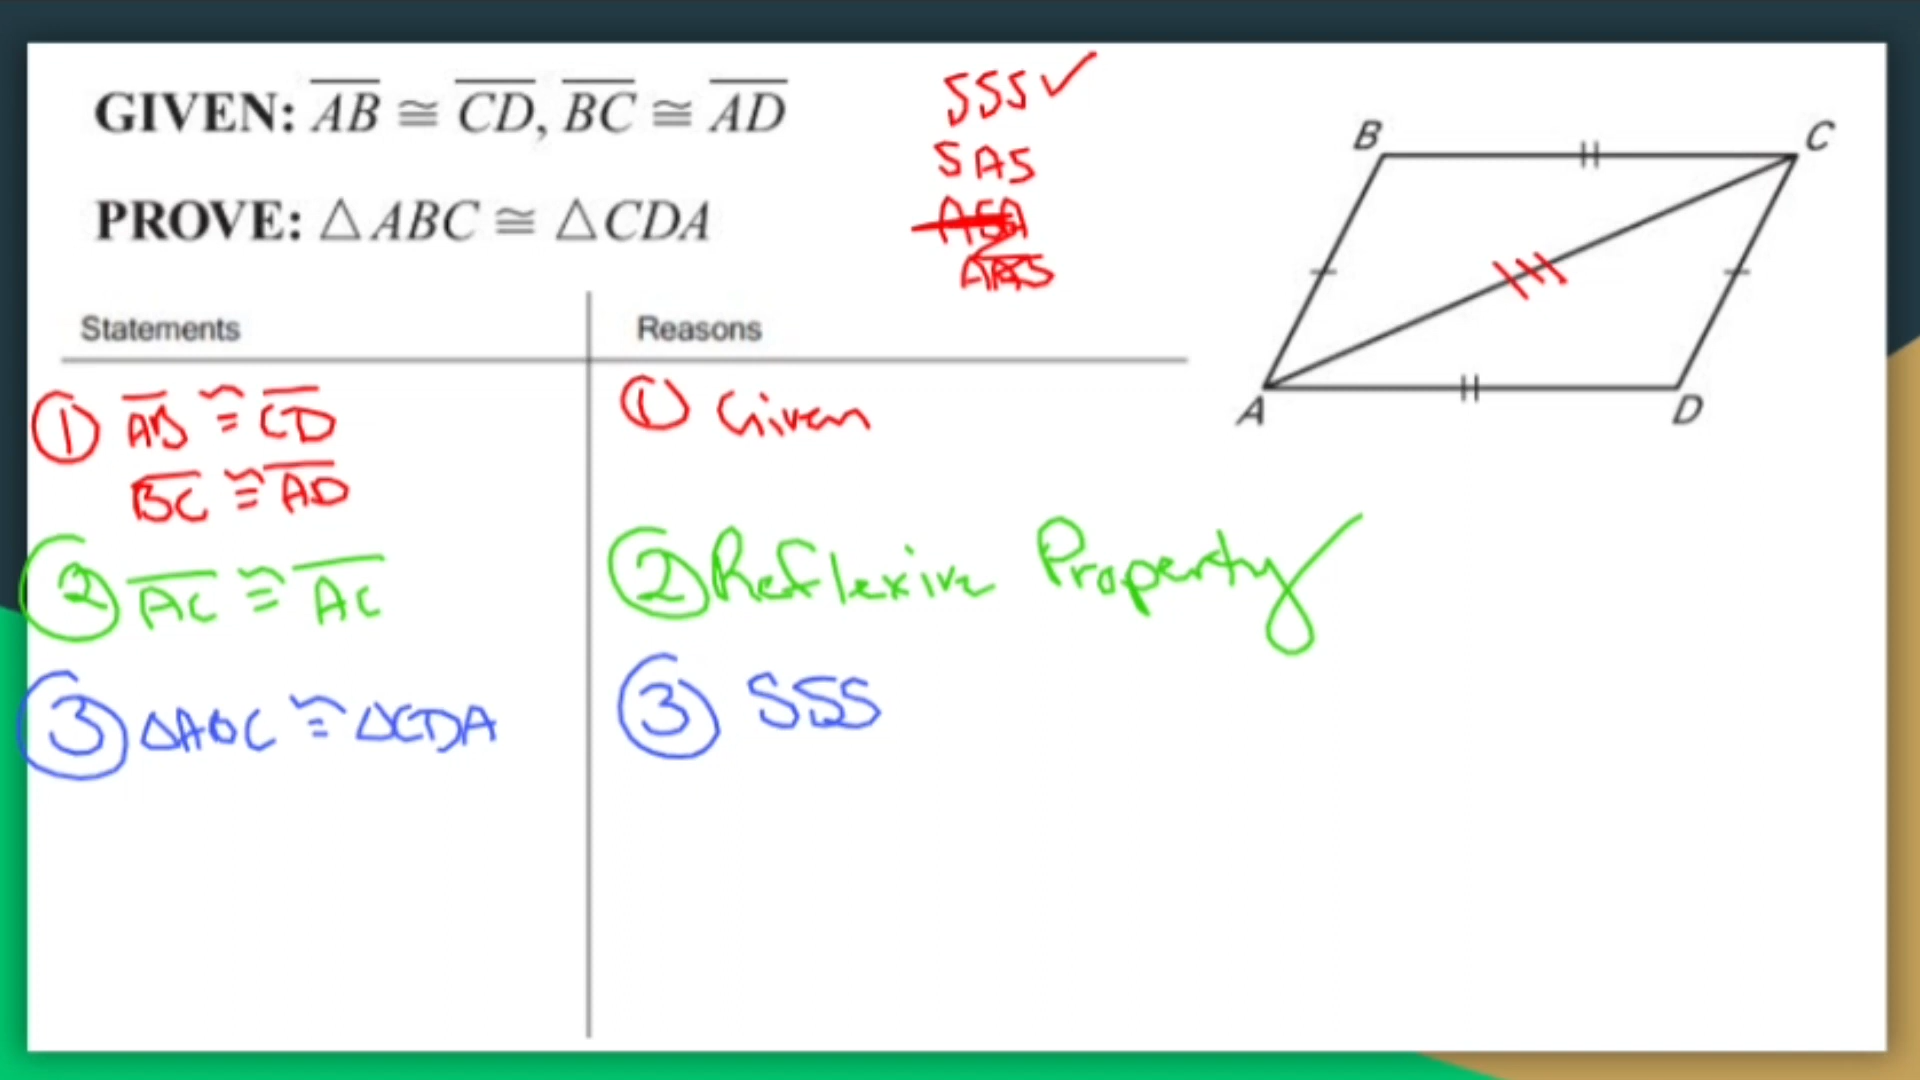 GIVEN: AB ≅ CD, BC ≅ AD
PROVE: △ABC ≅ △CDA
SSS ✓
SAS
ASA
AAS
B
C
A
D
Statements
Reasons
① AB ≅ CD
① Given
BC ≅ AD
② AC ≅ AC
② Reflexive Property
③ △ABC ≅ △CDA
③ SSS